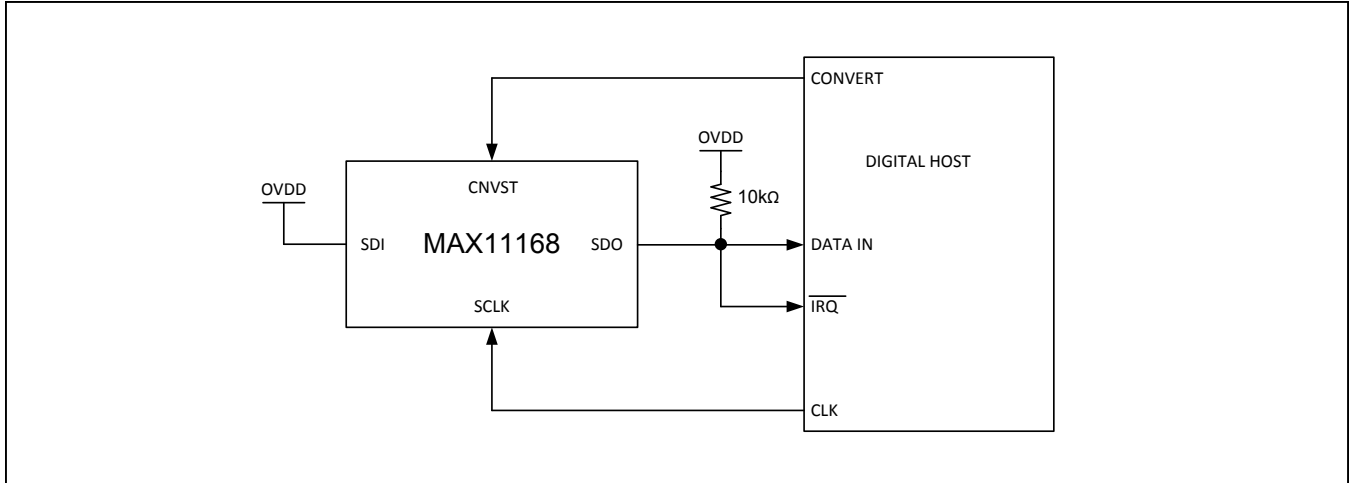 CONVERT
OVDD
DIGITAL HOST
OVDD
CNVST
10kΩ
SDI
MAX11168
SDO
DATA IN
SCLK
IRQ
CLK